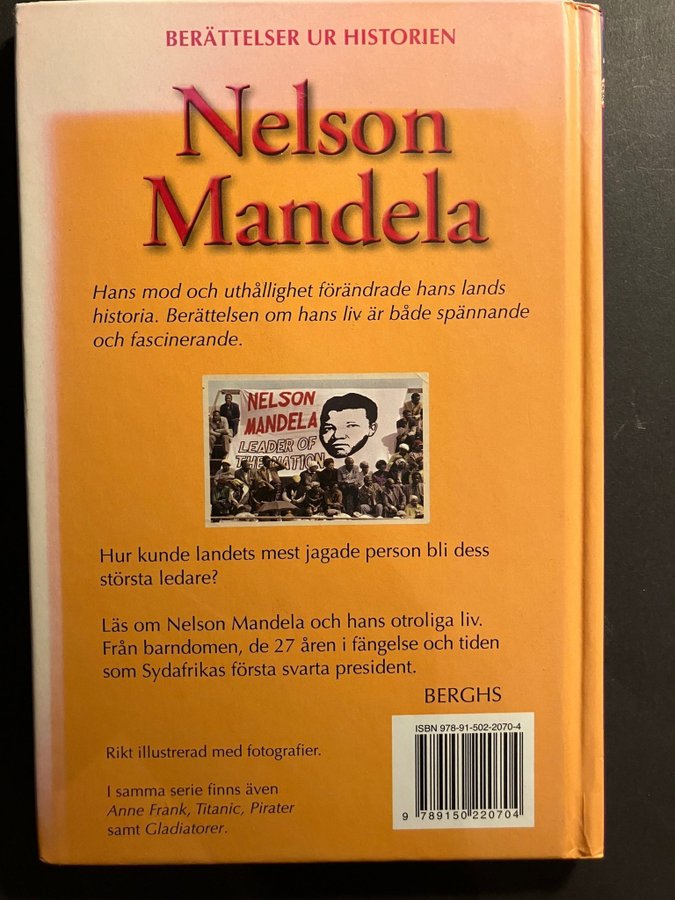 BERÄTTELSER UR HISTORIEN
Nelson
Mandela
Hans mod och uthållighet förändrade hans lands
historia. Berättelsen om hans liv är både spännande
och fascinerande.
NELSON
MANDELA
LEADER OF
THE NATION
Hur kunde landets mest jagade person bli dess
största ledare?
Läs om Nelson Mandela och hans otroliga liv.
Från barndomen, de 27 åren i fängelse och tiden
som Sydafrikas första svarta president.
BERGHS
ISBN 978-91-502-2070-4
9 789150 220704
Rikt illustrerad med fotografier.
I samma serie finns även
Anne Frank, Titanic, Pirater
samt Gladiatorer.